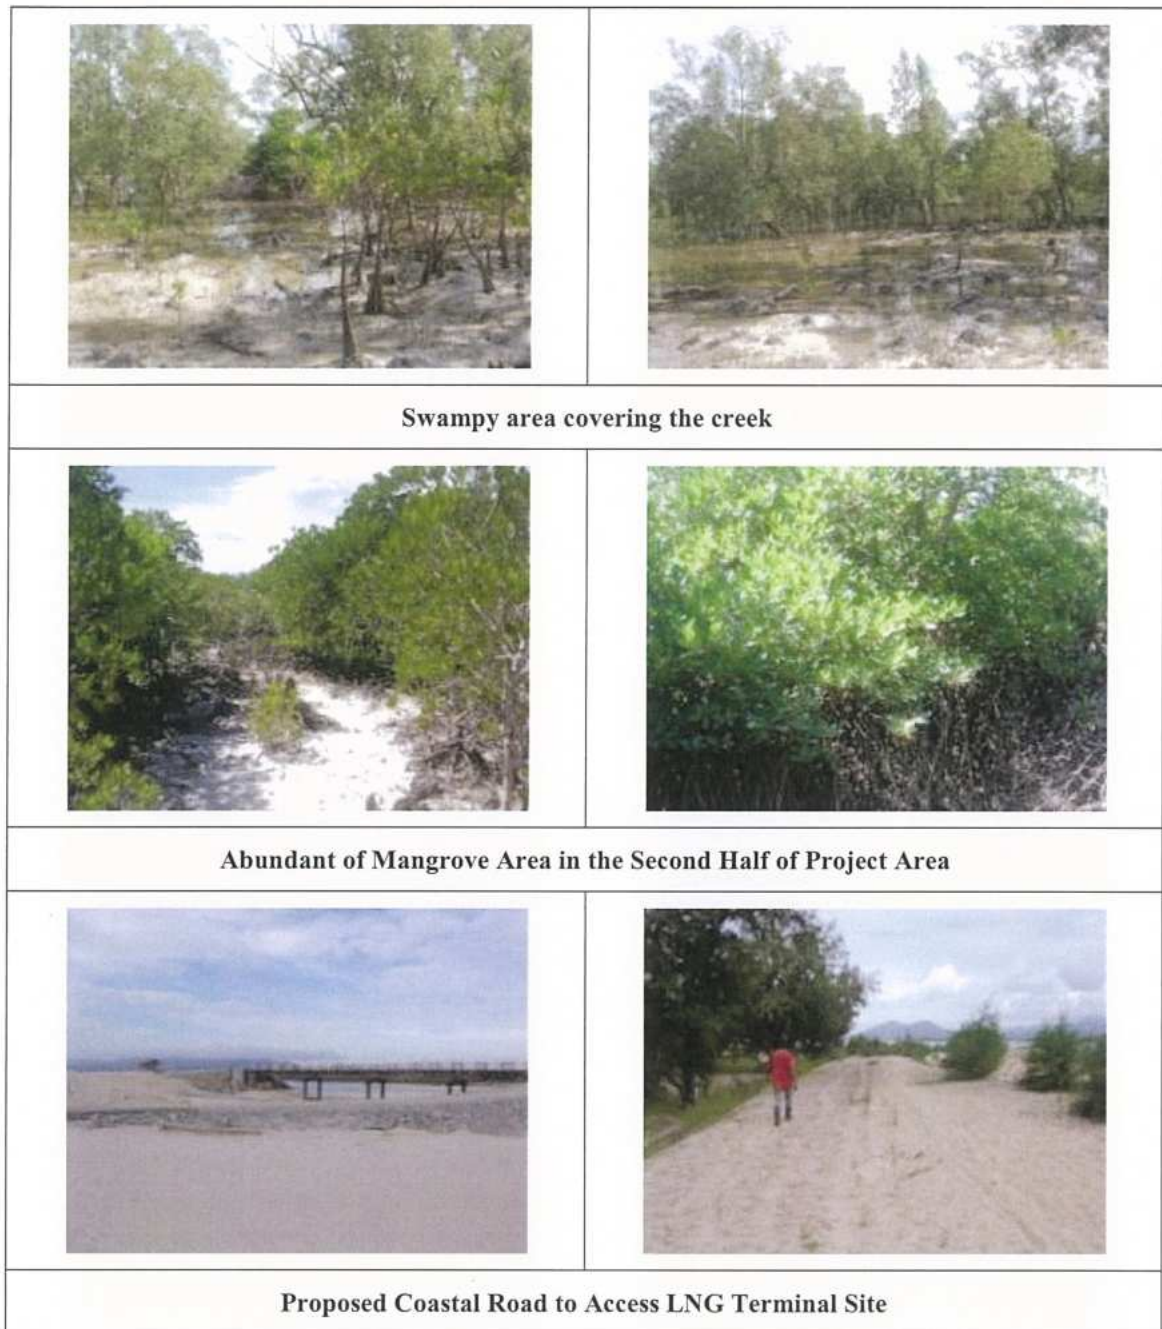 Swampy area covering the creek
Abundant of Mangrove Area in the Second Half of Project Area
Proposed Coastal Road to Access LNG Terminal Site